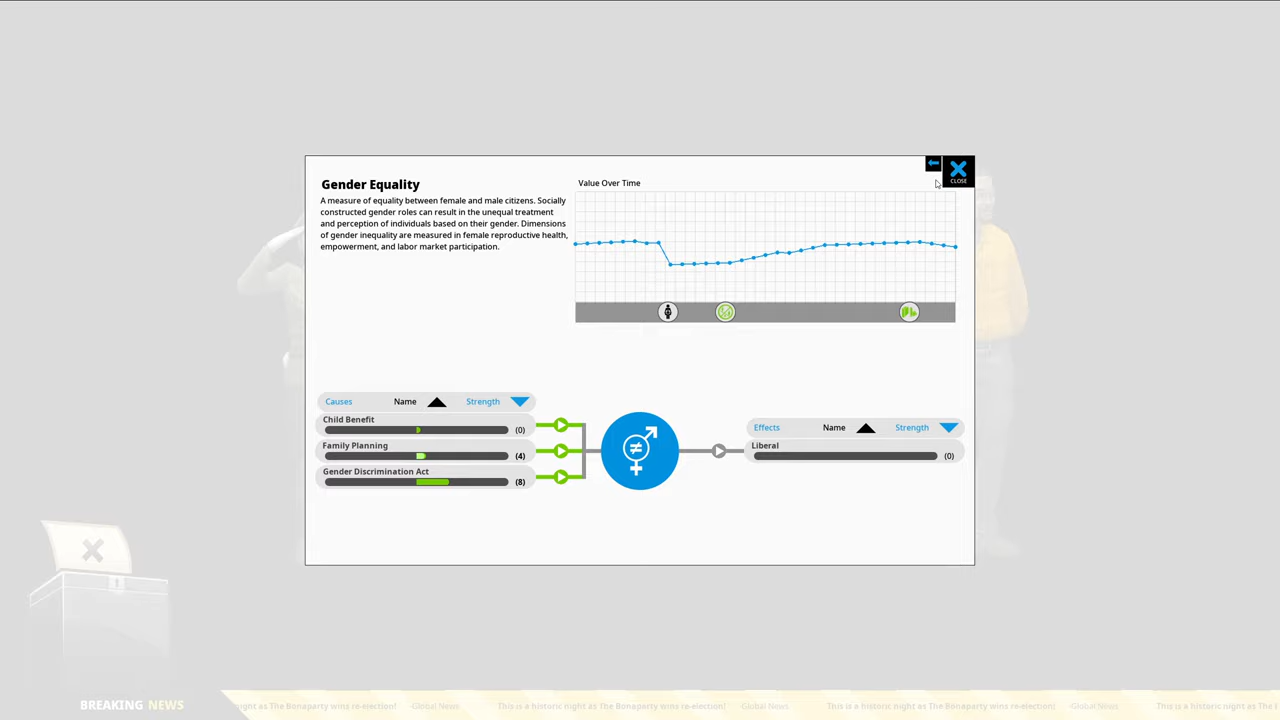 CLOSE
Gender Equality
A measure of equality between female and male citizens. Socially
constructed gender roles can result in the unequal treatment
and perception of individuals based on their gender. Dimensions
of gender inequality are measured in female reproductive health,
empowerment, and labor market participation.
Value Over Time
Causes Name Strength
Child Benefit
(0)
Family Planning
(4)
Gender Discrimination Act
(8)
Effects Name Strength
Liberal
(0)
BREAKING NEWS
ight as The Bonaparty wins re-election! -Global News This is a historic night as The Bonaparty wins re-election! -Global News This is a historic night as The Bonaparty wins re-election! -Global News This is a historic night as The B